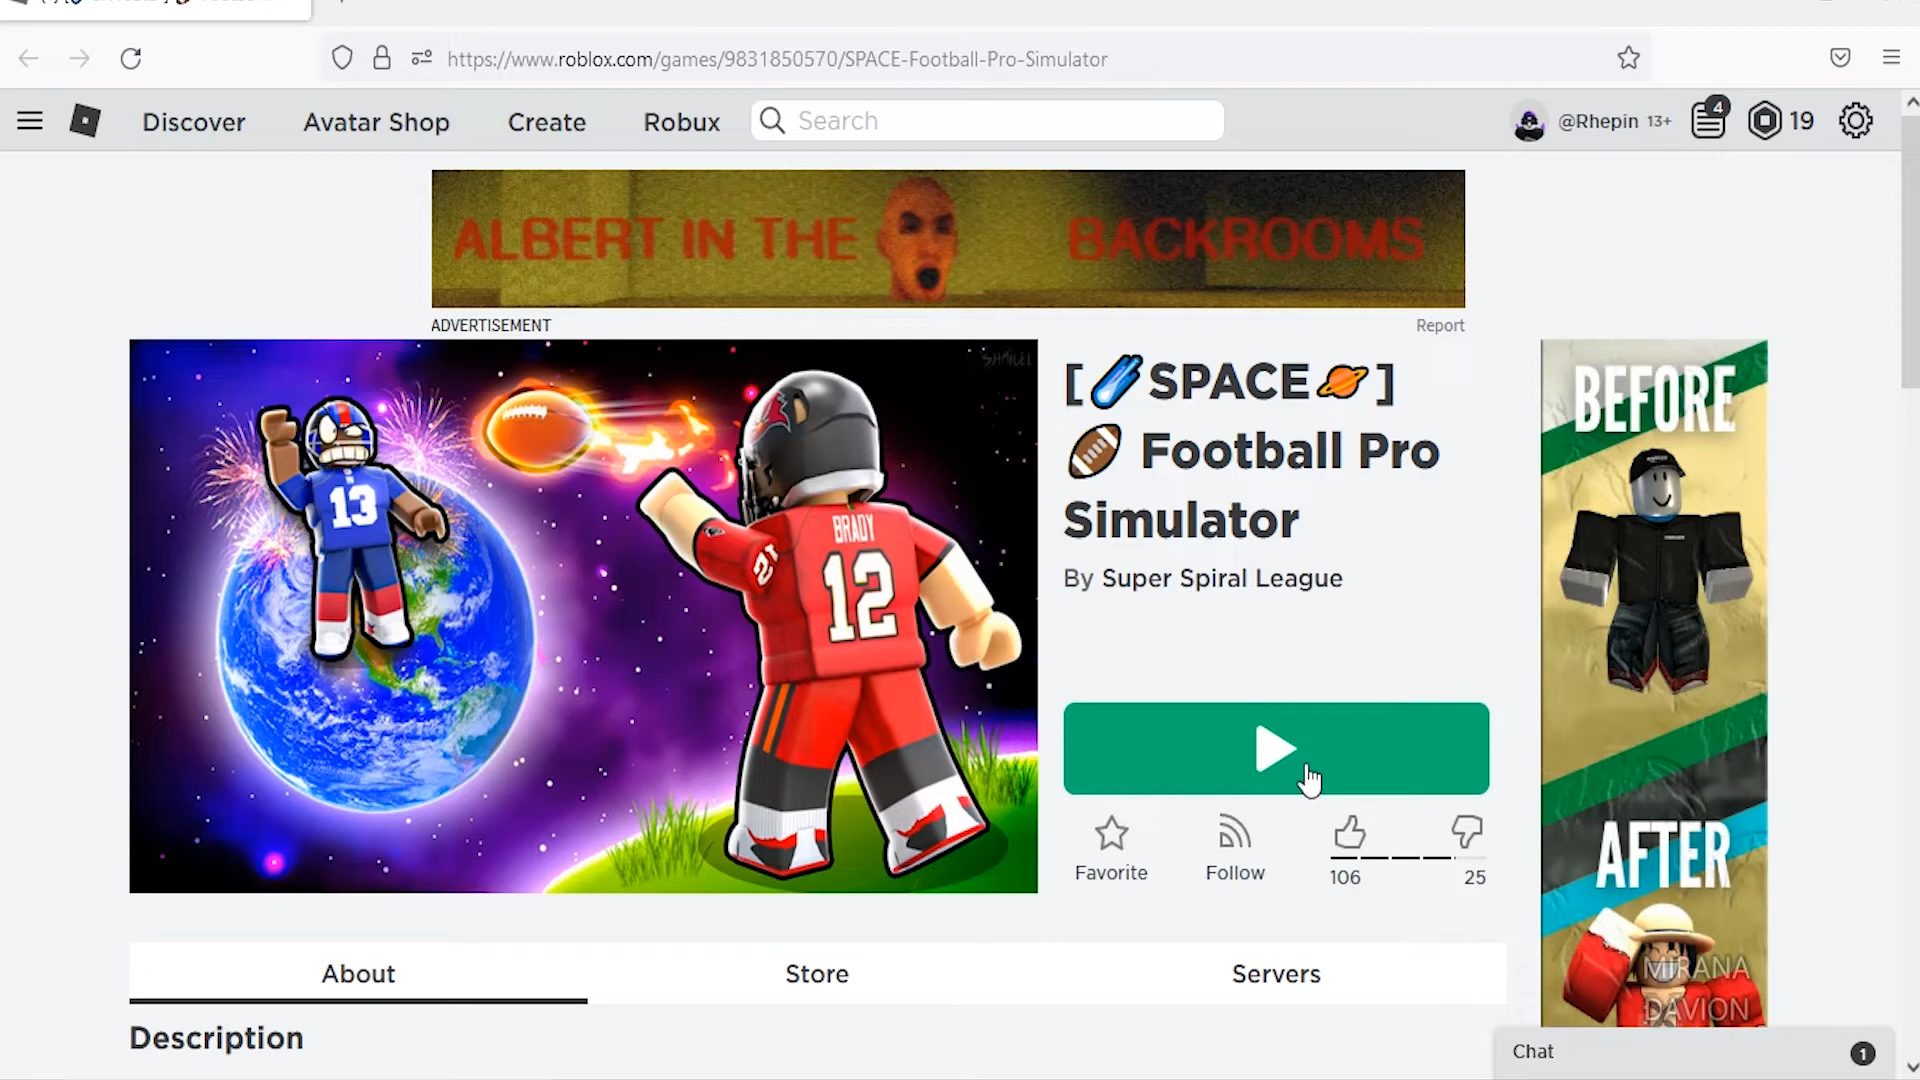 https://www.roblox.com/games/9831850570/SPACE-Football-Pro-Simulator
Discover
Avatar Shop
Create
Robux
Search
@Rhepin 13+
4
19
ALBERT IN THE BACKROOMS
ADVERTISEMENT
Report
SAMUEL
13
BRADY
12
12
[☄️SPACE🪐]
🏈 Football Pro
Simulator
By Super Spiral League
Favorite
Follow
106
25
BEFORE
AFTER
MIRANA
DAVION
About
Store
Servers
Description
Chat
1